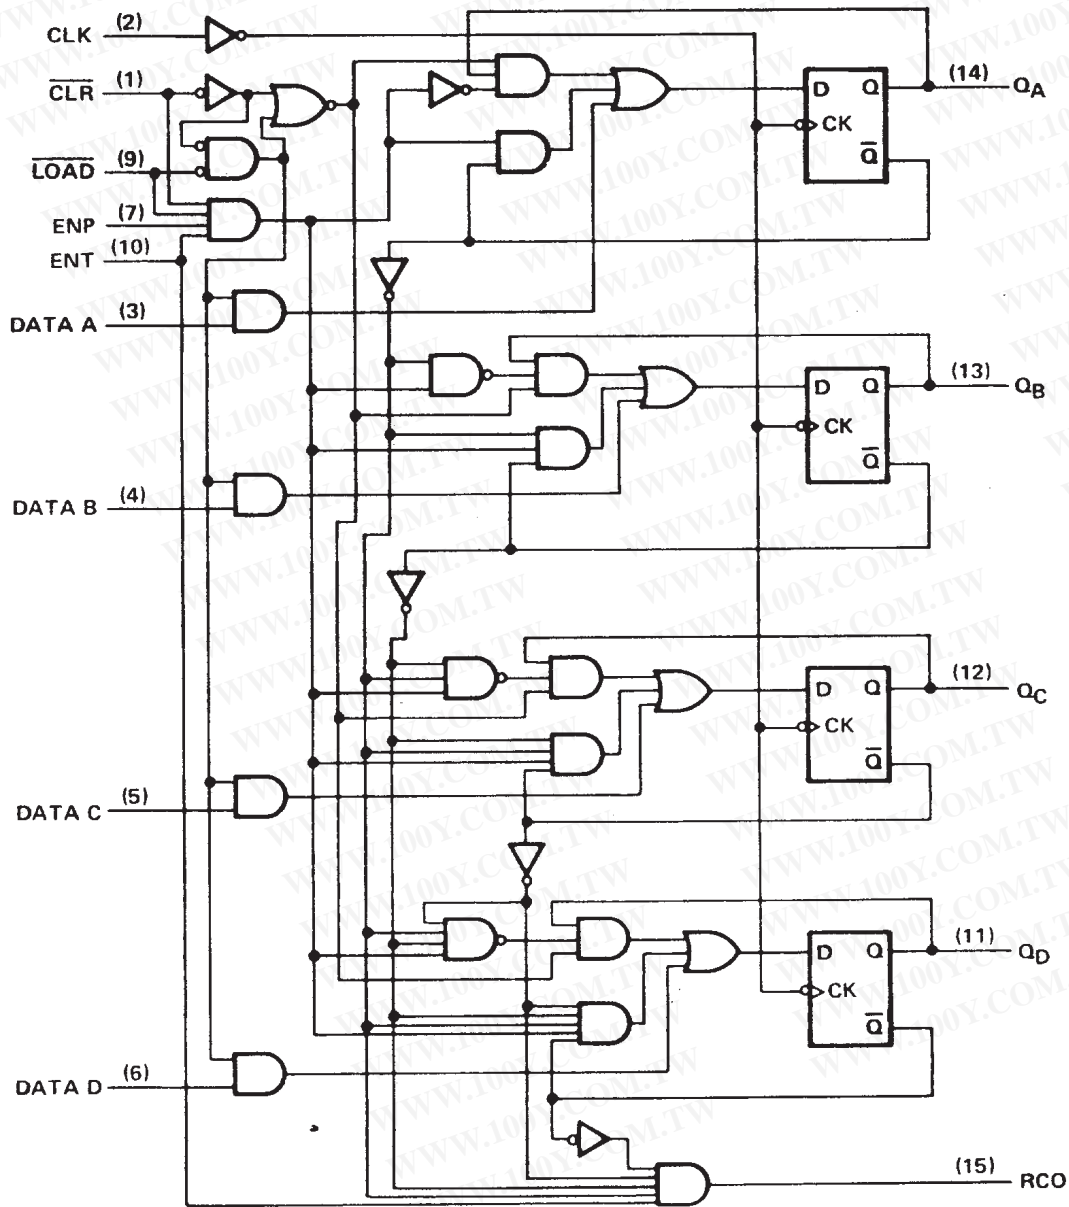 CLK (2)
CLR (1)
LOAD (9)
ENP (7)
ENT (10)
DATA A (3)
D Q (14) QA
CK
Q
D Q (13) QB
CK
Q
DATA B (4)
D Q (12) QC
CK
Q
DATA C (5)
D Q (11) QD
CK
Q
DATA D (6)
(15) RCO
WWW.100Y.COM.TW